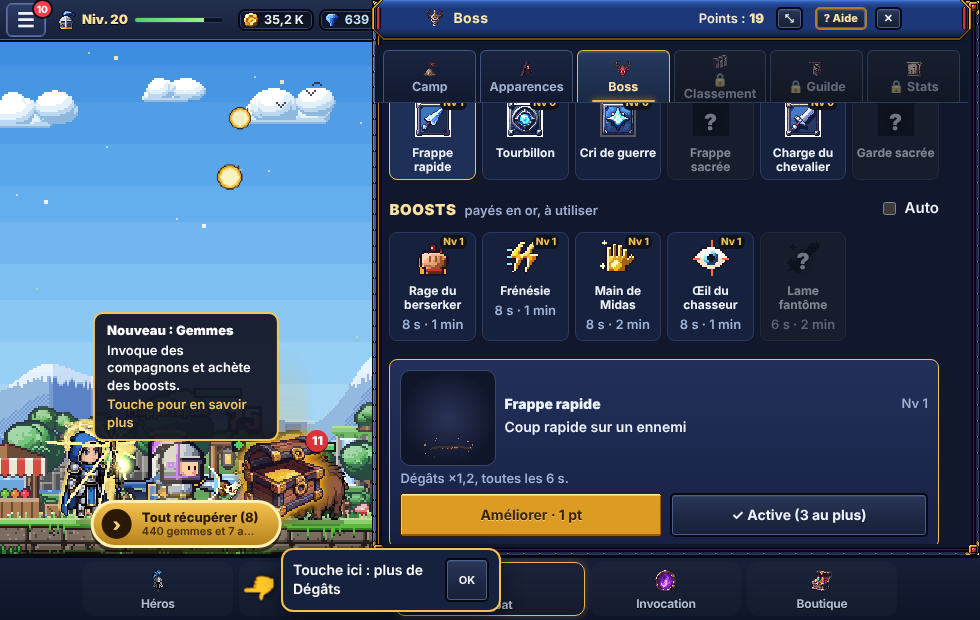 10
Niv. 20
35,2 K
639
Boss
Points : 19
? Aide
Camp
Apparences
Boss
Classement
Guilde
Stats
Frappe rapide
Tourbillon
Cri de guerre
Frappe sacrée
Charge du chevalier
Garde sacrée
BOOSTS payés en or, à utiliser
Auto
Nv 1
Rage du berserker
8 s · 1 min
Nv 1
Frénésie
8 s · 1 min
Nv 1
Main de Midas
8 s · 2 min
Nv 1
Œil du chasseur
8 s · 1 min
?
Lame fantôme
6 s · 2 min
Nouveau : Gemmes
Invoque des
compagnons et achète
des boosts.
Touche pour en savoir
plus
11
Frappe rapide
Nv 1
Coup rapide sur un ennemi
Dégâts ×1,2, toutes les 6 s.
Améliorer · 1 pt
✓ Active (3 au plus)
Tout récupérer (8)
440 gemmes et 7 a...
Touche ici : plus de
Dégâts
OK
Héros
Invocation
Boutique